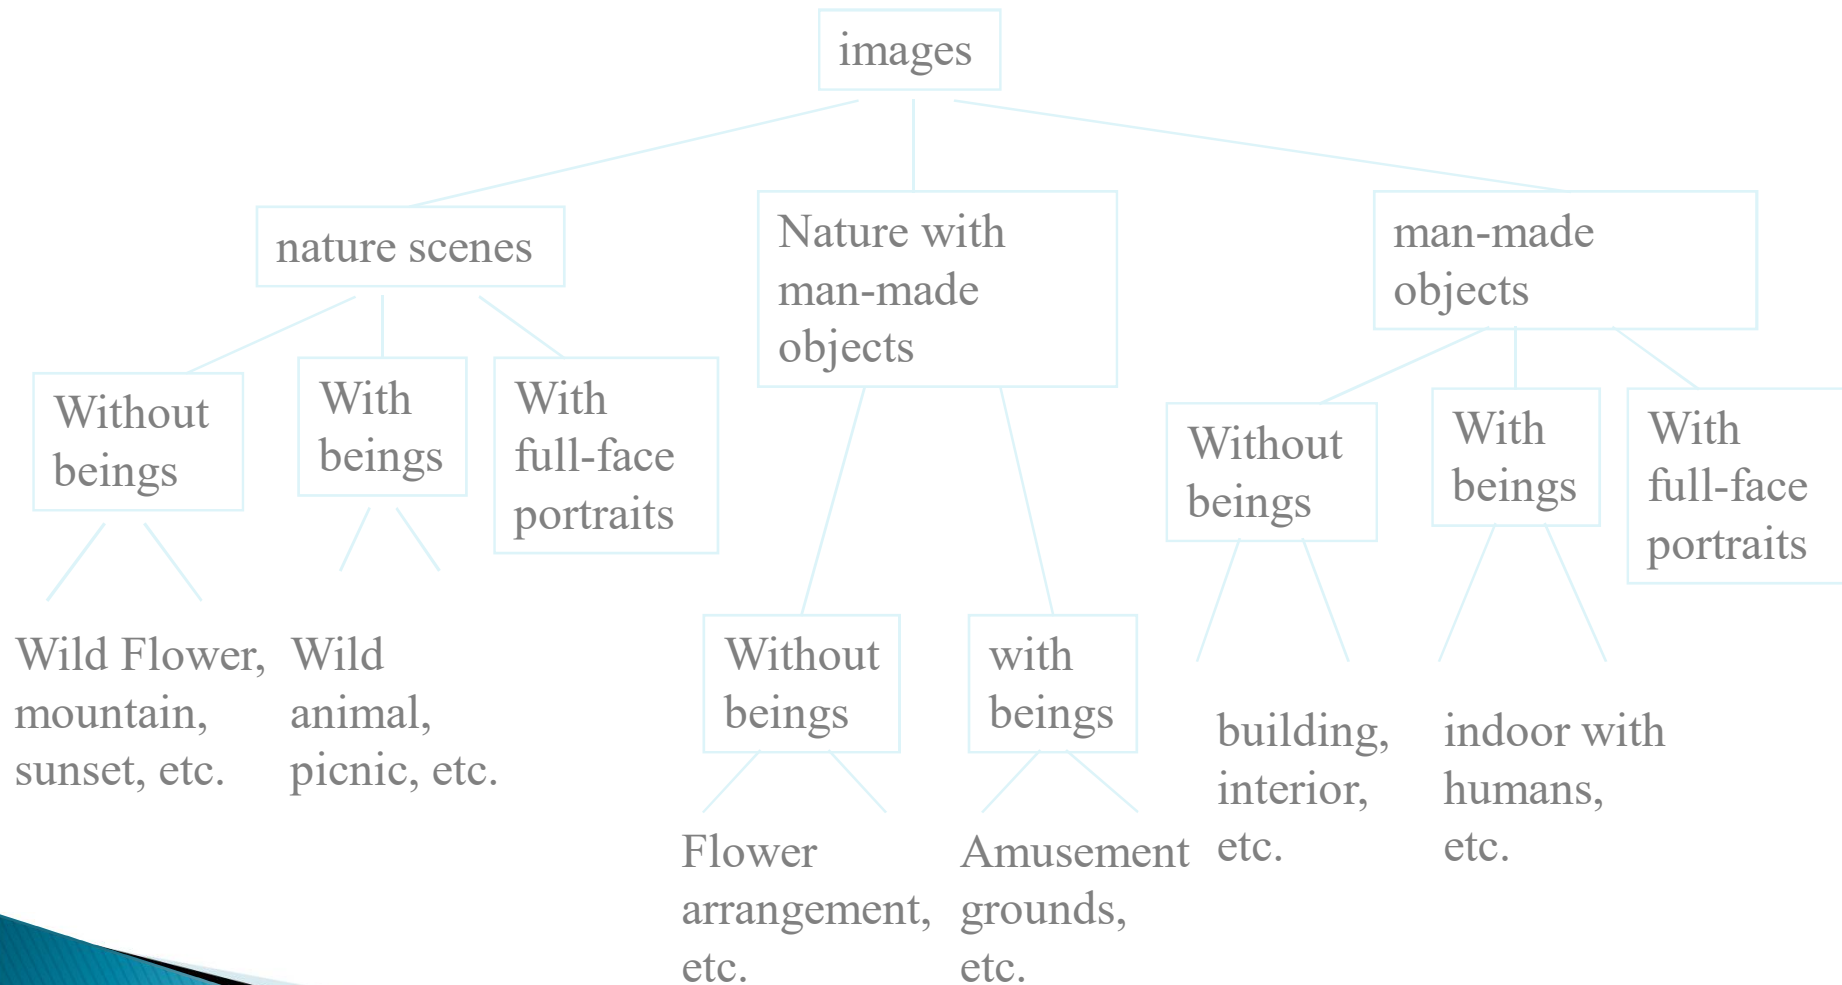 images
nature scenes
Nature with
man-made
objects
man-made
objects
Without
beings
With
beings
With
full-face
portraits
Without
beings
With
beings
With
full-face
portraits
Wild Flower,
mountain,
sunset, etc.
Wild
animal,
picnic, etc.
Without
beings
with
beings
building,
interior,
etc.
indoor with
humans,
etc.
Flower
arrangement,
etc.
Amusement
grounds,
etc.